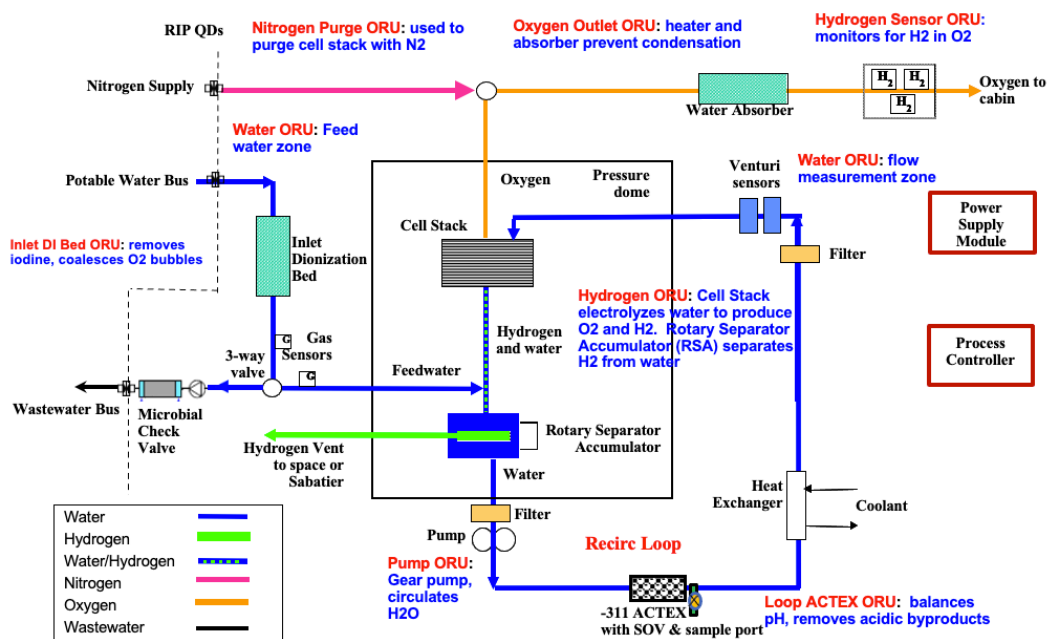 RIP QDs
Nitrogen Purge ORU: used to
purge cell stack with N2
Oxygen Outlet ORU: heater and
absorber prevent condensation
Hydrogen Sensor ORU:
monitors for H2 in O2
Nitrogen Supply
H2 H2
H2
Oxygen to
cabin
Water Absorber
Water ORU: Feed
water zone
Potable Water Bus
Oxygen
Pressure
dome
Venturi
sensors
Water ORU: flow
measurement zone
Power
Supply
Module
Cell Stack
Inlet DI Bed ORU: removes
iodine, coalesces O2 bubbles
Inlet
Dionization
Bed
Filter
Hydrogen ORU: Cell Stack
electrolyzes water to produce
O2 and H2. Rotary Separator
Accumulator (RSA) separates
H2 from water
Hydrogen
and water
Process
Controller
G
Gas
Sensors
3-way
valve
G
Feedwater
Wastewater Bus
Microbial
Check
Valve
Rotary Separator
Accumulator
Hydrogen Vent
to space or
Sabatier
Water
Heat
Exchanger
Coolant
Filter
Pump
Recirc Loop
Pump ORU:
Gear pump,
circulates
H2O
-311 ACTEX
with SOV & sample port
Loop ACTEX ORU: balances
pH, removes acidic byproducts
Water
Hydrogen
Water/Hydrogen
Nitrogen
Oxygen
Wastewater